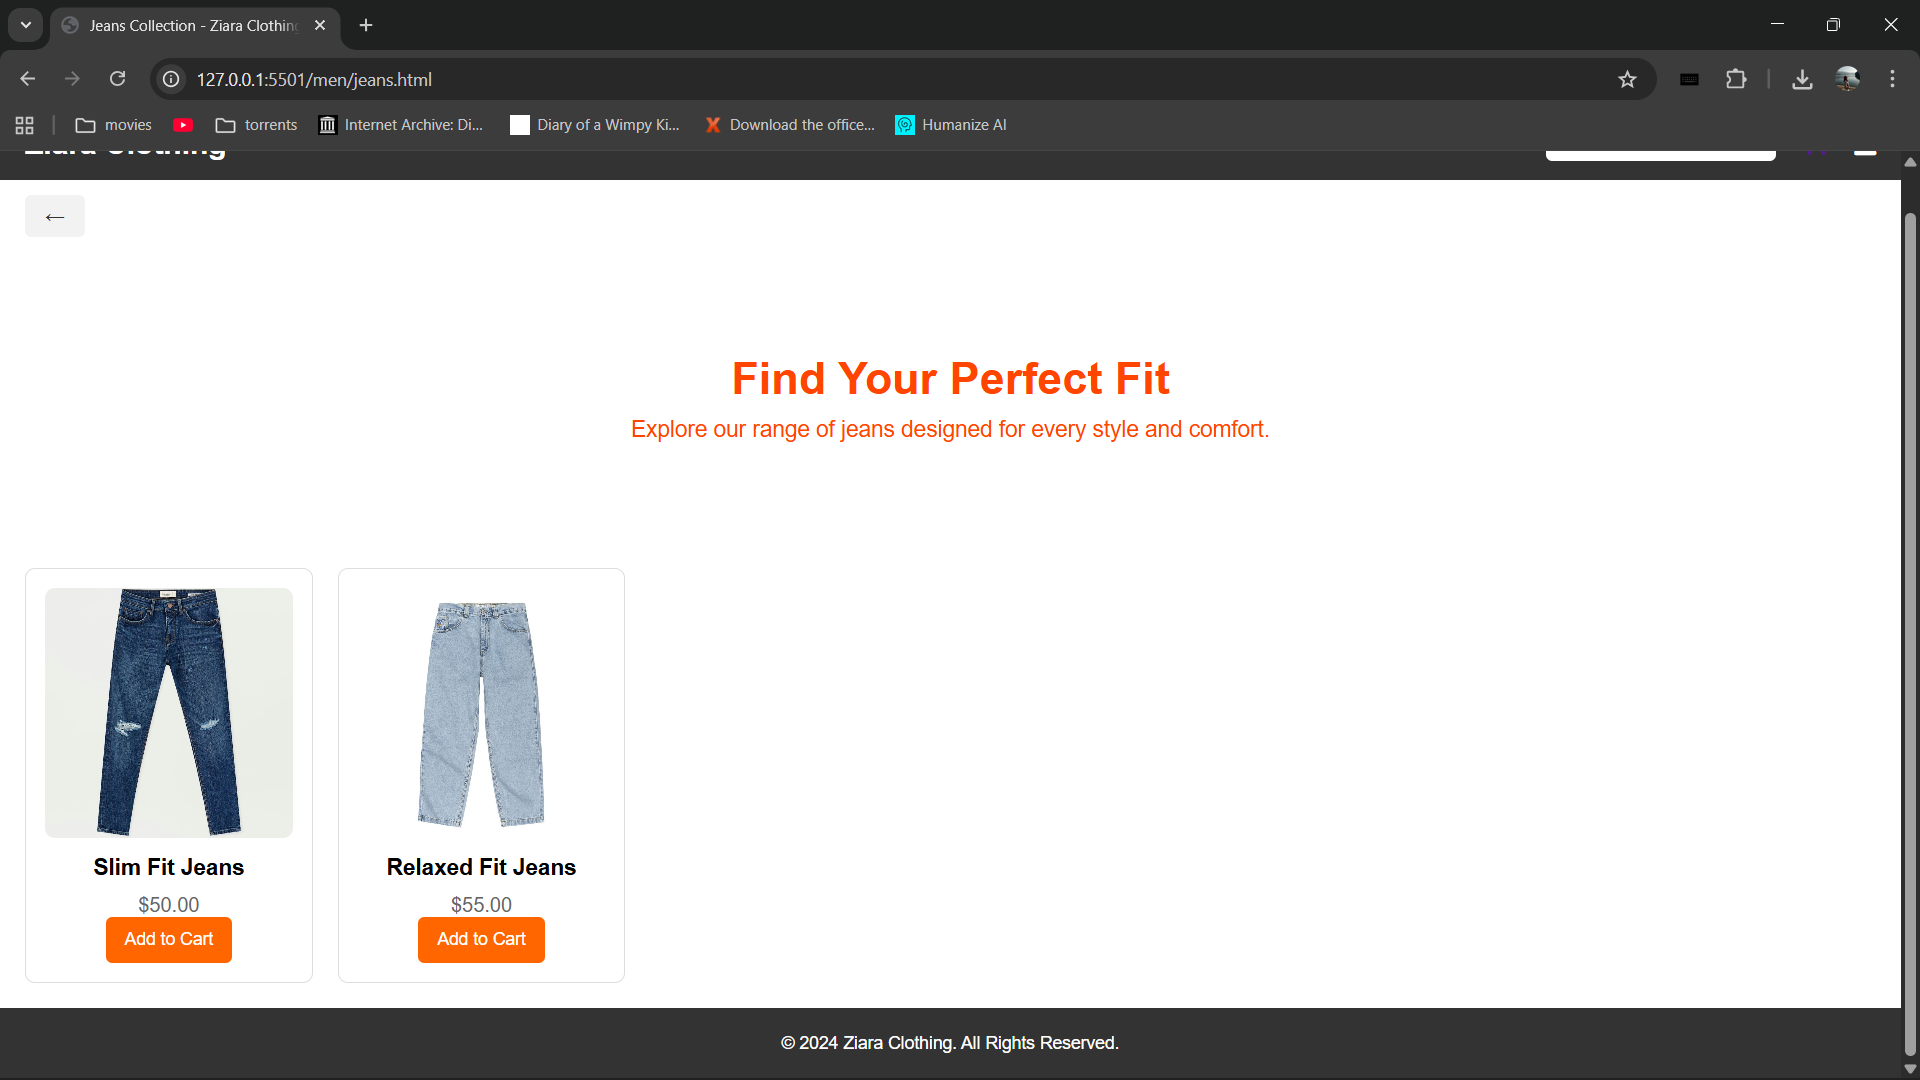 Jeans Collection - Ziara Clothing
127.0.0.1:5501/men/jeans.html
movies
torrents
Internet Archive: Di...
Diary of a Wimpy Ki...
Download the office...
Humanize AI
Ziara Clothing
←
Find Your Perfect Fit
Explore our range of jeans designed for every style and comfort.
Slim Fit Jeans
$50.00
Add to Cart
Relaxed Fit Jeans
$55.00
Add to Cart
© 2024 Ziara Clothing. All Rights Reserved.